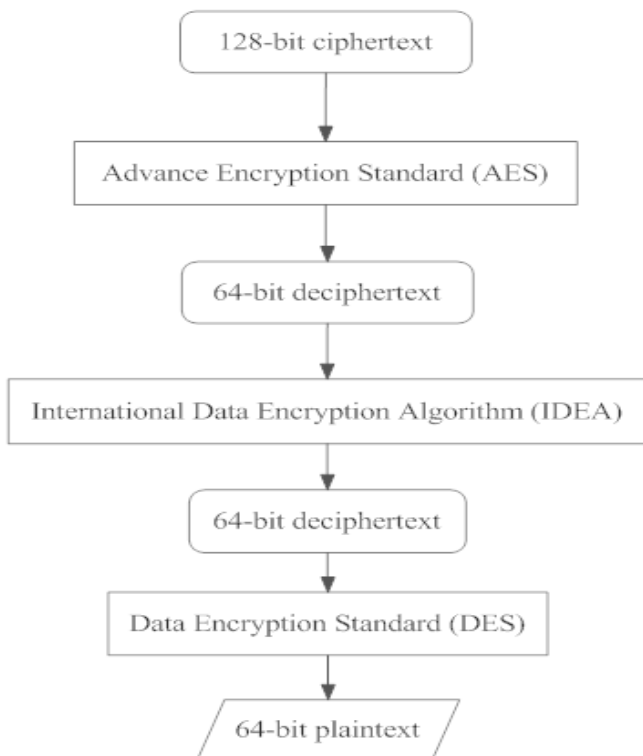 128-bit ciphertext
Advance Encryption Standard (AES)
64-bit deciphertext
International Data Encryption Algorithm (IDEA)
64-bit deciphertext
Data Encryption Standard (DES)
64-bit plaintext